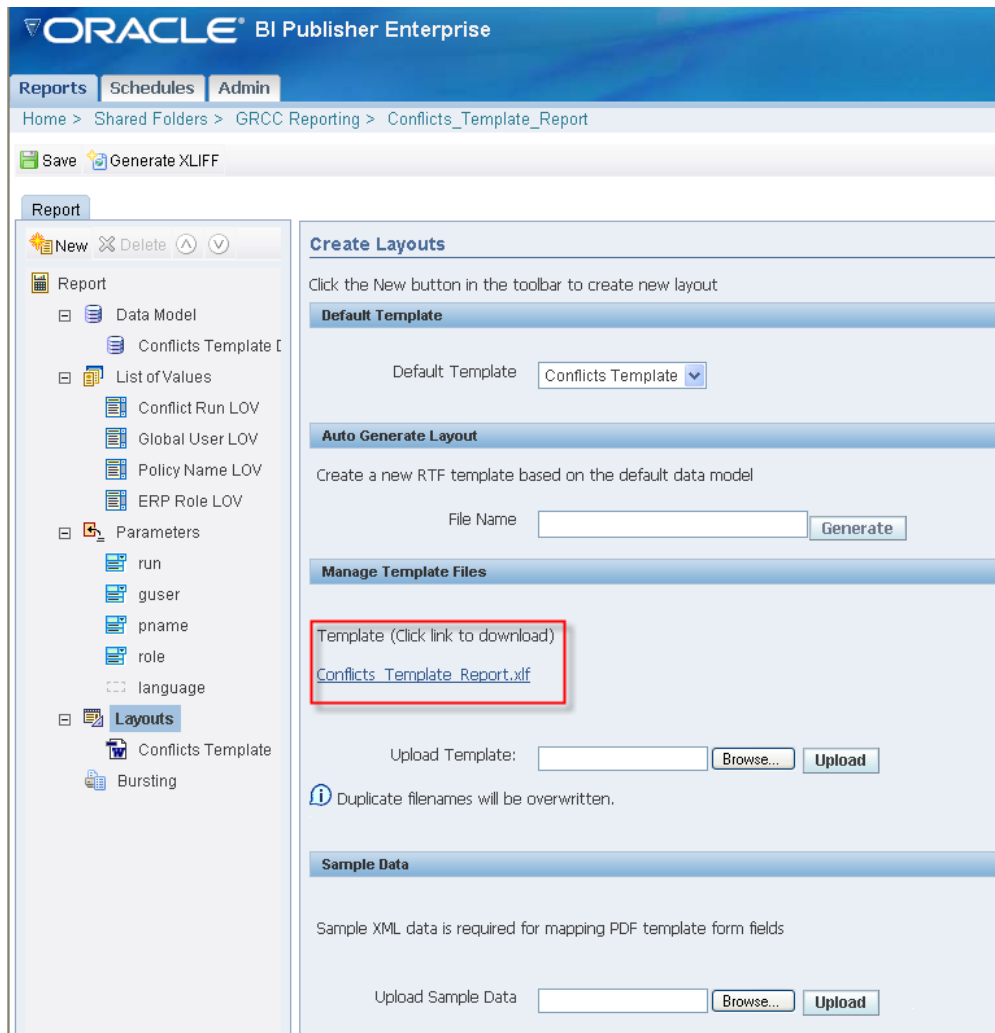 ORACLE® BI Publisher Enterprise
Reports Schedules Admin
Home > Shared Folders > GRCC Reporting > Conflicts_Template_Report
Save Generate XLIFF
Report
New Delete
Report
Data Model
Conflicts Template D
List of Values
Conflict Run LOV
Global User LOV
Policy Name LOV
ERP Role LOV
Parameters
run
guser
pname
role
language
Layouts
Conflicts Template
Bursting
Create Layouts
Click the New button in the toolbar to create new layout
Default Template
Default Template Conflicts Template
Auto Generate Layout
Create a new RTF template based on the default data model
File Name Generate
Manage Template Files
Template (Click link to download)
Conflicts_Template_Report.xlf
Upload Template: Browse... Upload
Duplicate filenames will be overwritten.
Sample Data
Sample XML data is required for mapping PDF template form fields
Upload Sample Data Browse... Upload